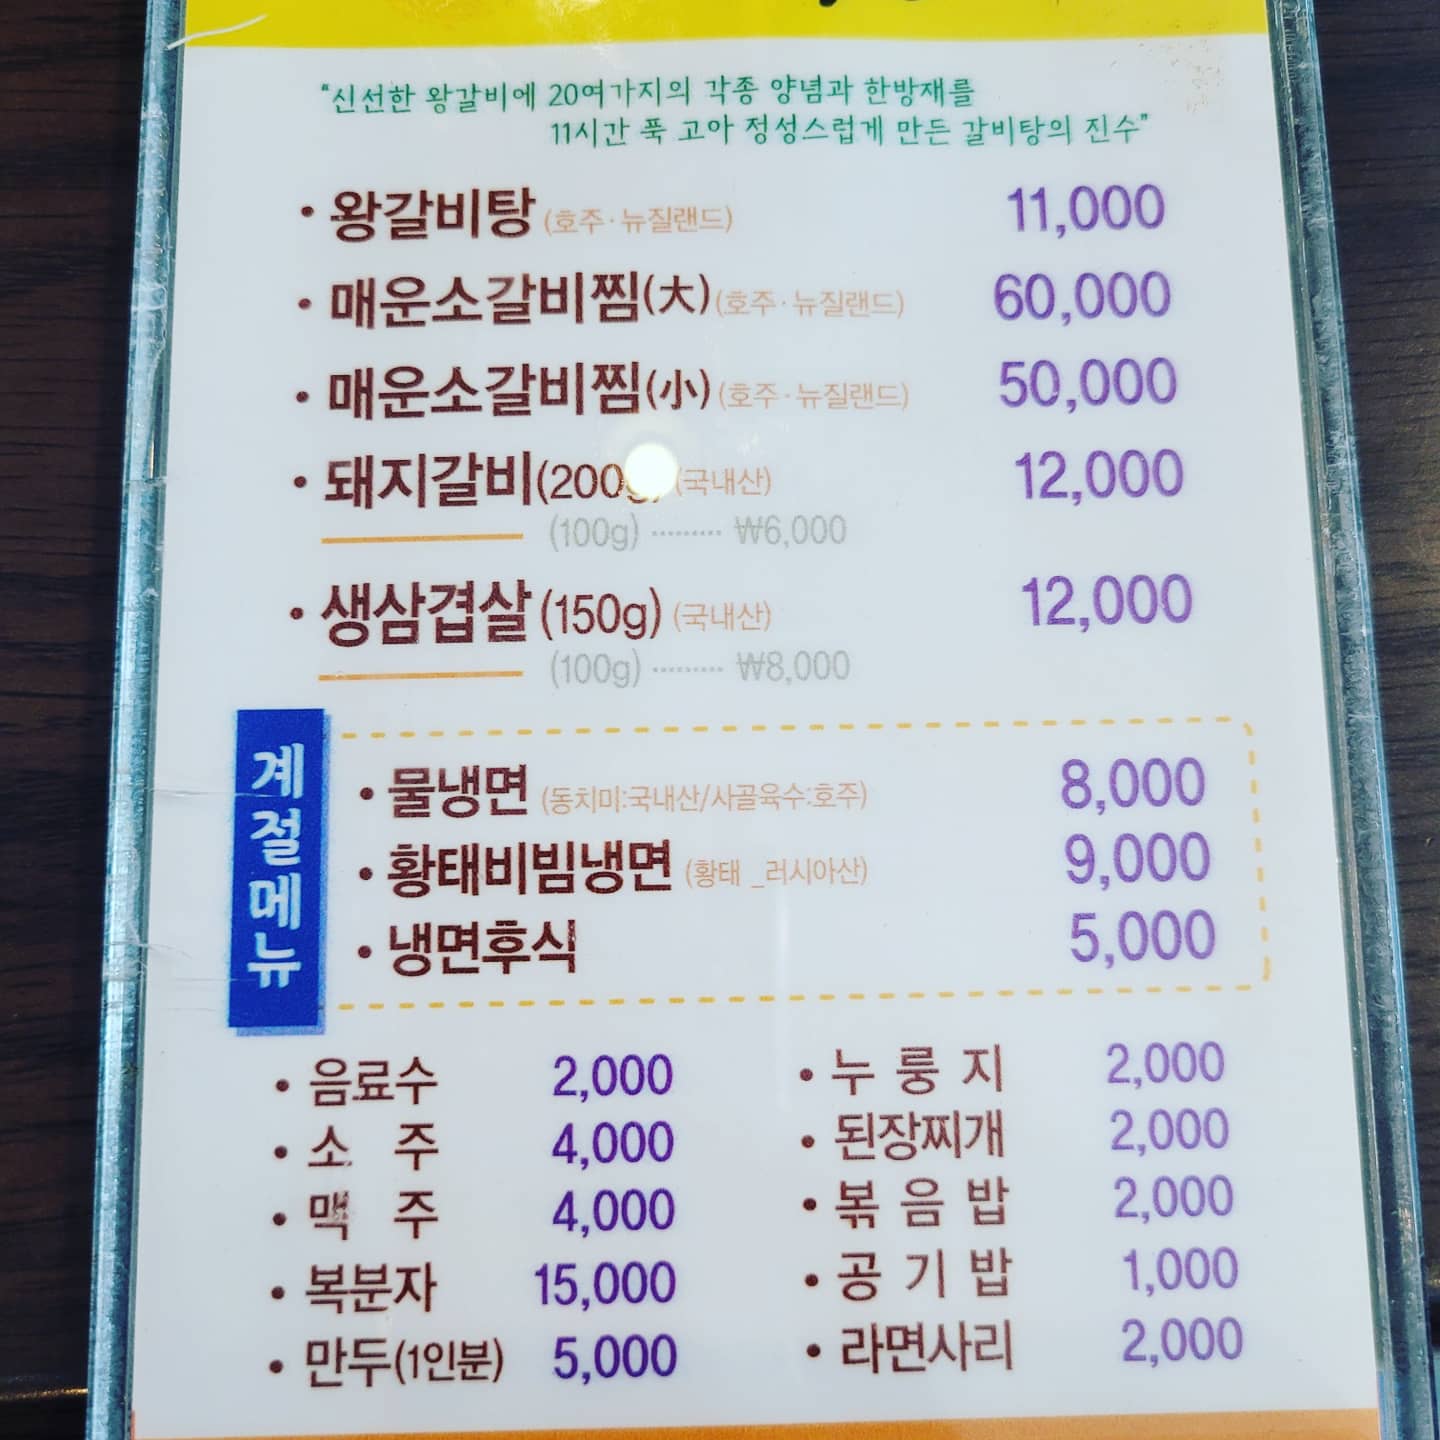 "신선한 왕갈비에 20여가지의 각종 양념과 한방재를
11시간 푹 고아 정성스럽게 만든 갈비탕의 진수"
• 왕갈비탕 (호주·뉴질랜드) 11,000
• 매운소갈비찜(大) (호주·뉴질랜드) 60,000
• 매운소갈비찜(小) (호주·뉴질랜드) 50,000
• 돼지갈비(200g) (국내산) 12,000
(100g) ········· ₩6,000
• 생삼겹살 (150g) (국내산) 12,000
(100g) ········· ₩8,000
계절메뉴
• 물냉면 (동치미:국내산/사골육수:호주) 8,000
• 황태비빔냉면 (황태 _러시아산) 9,000
• 냉면후식 5,000
• 음료수 2,000
• 소 주 4,000
• 맥 주 4,000
• 복분자 15,000
• 만두(1인분) 5,000
• 누 룽 지 2,000
• 된장찌개 2,000
• 볶 음 밥 2,000
• 공 기 밥 1,000
• 라면사리 2,000